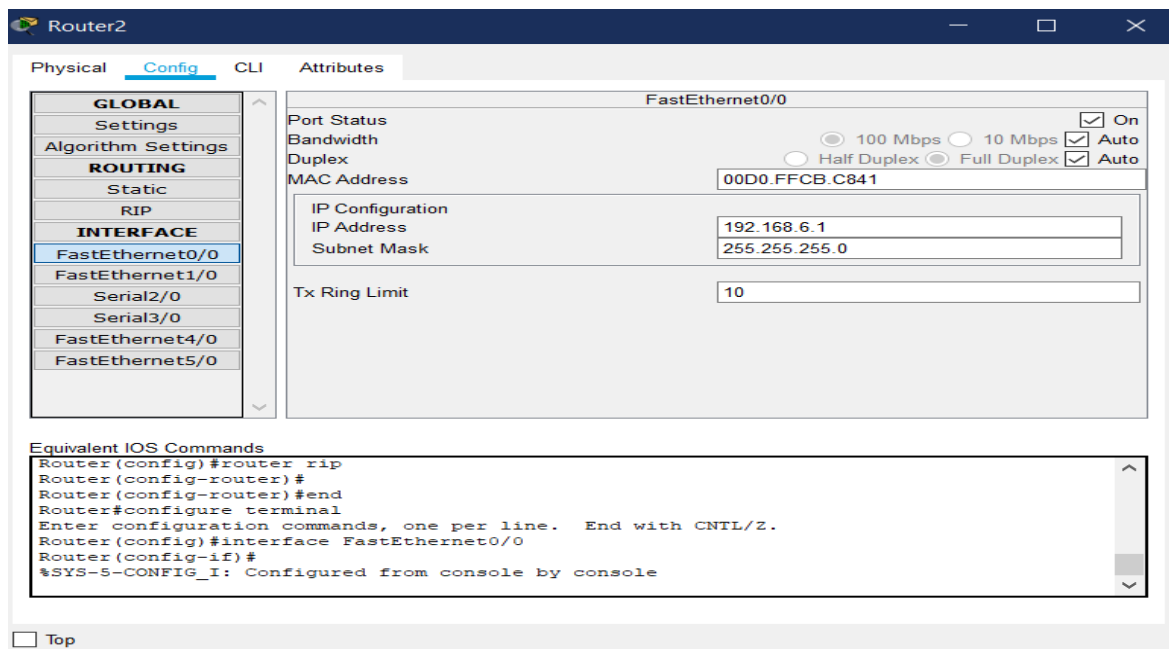 Router2
Physical Config CLI Attributes
GLOBAL
Settings
Algorithm Settings
ROUTING
Static
RIP
INTERFACE
FastEthernet0/0
FastEthernet1/0
Serial2/0
Serial3/0
FastEthernet4/0
FastEthernet5/0
FastEthernet0/0
Port Status On
Bandwidth 100 Mbps 10 Mbps Auto
Duplex Half Duplex Full Duplex Auto
MAC Address 00D0.FFCB.C841
IP Configuration
IP Address 192.168.6.1
Subnet Mask 255.255.255.0
Tx Ring Limit 10
Equivalent IOS Commands
Router(config)#router rip
Router(config-router)#
Router(config-router)#end
Router#configure terminal
Enter configuration commands, one per line. End with CNTL/Z.
Router(config)#interface FastEthernet0/0
Router(config-if)#
%SYS-5-CONFIG_I: Configured from console by console
Top